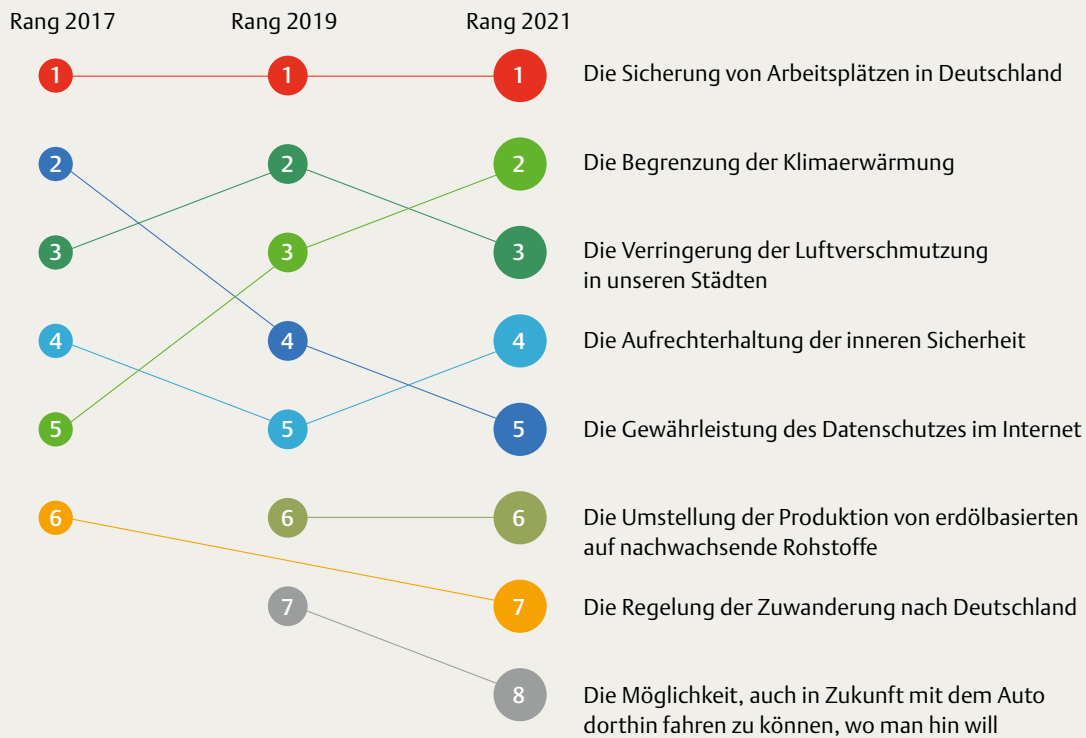 Rang 2017 Rang 2019 Rang 2021
1 1 1 Die Sicherung von Arbeitsplätzen in Deutschland
2 2 2 Die Begrenzung der Klimaerwärmung
3 3 3 Die Verringerung der Luftverschmutzung
in unseren Städten
4 4 4 Die Aufrechterhaltung der inneren Sicherheit
5 5 5 Die Gewährleistung des Datenschutzes im Internet
6 6 6 Die Umstellung der Produktion von erdölbasierten
auf nachwachsende Rohstoffe
7 7 Die Regelung der Zuwanderung nach Deutschland
8 Die Möglichkeit, auch in Zukunft mit dem Auto
dorthin fahren zu können, wo man hin will